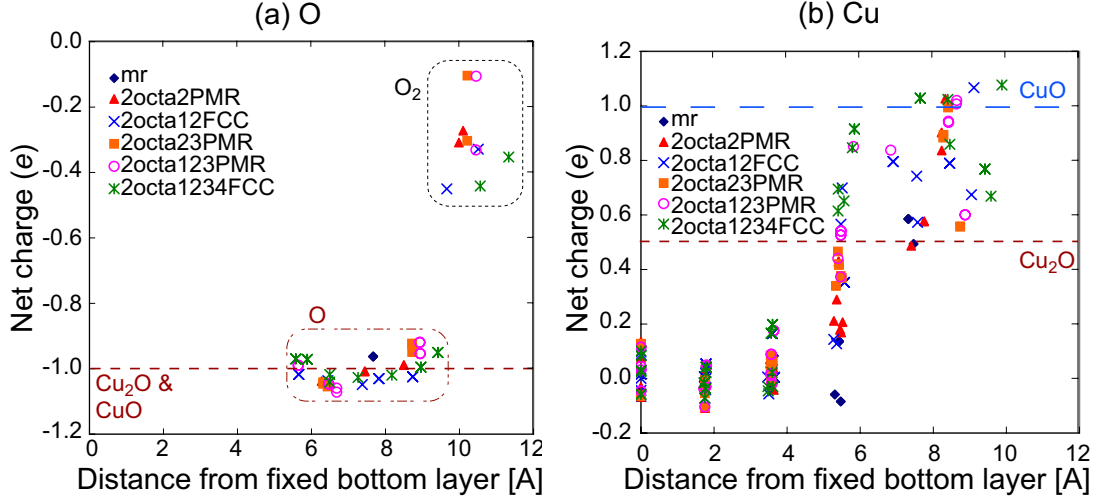 (a) O
Net charge (e)
0.0
-0.2
-0.4
-0.6
-0.8
-1.0
-1.2
mr
2octa2PMR
2octa12FCC
2octa23PMR
2octa123PMR
2octa1234FCC
O₂
O
Cu₂O &
CuO
0 2 4 6 8 10 12
Distance from fixed bottom layer [A]
(b) Cu
Net charge (e)
1.2
1.0
0.8
0.6
0.4
0.2
0.0
-0.2
CuO
mr
2octa2PMR
2octa12FCC
2octa23PMR
2octa123PMR
2octa1234FCC
Cu₂O
0 2 4 6 8 10 12
Distance from fixed bottom layer [A]